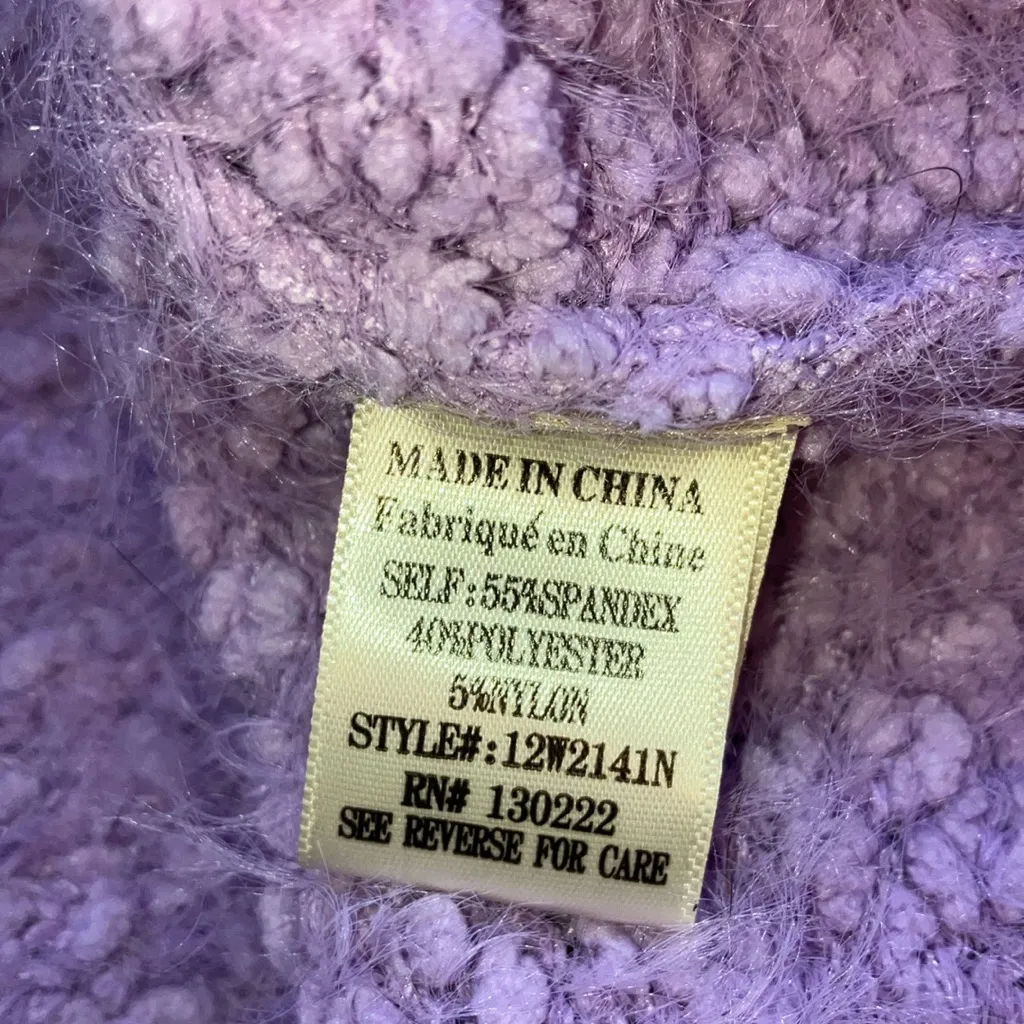 MADE IN CHINA
Fabriqué en Chine
SELF:55%SPANDEX
40%POLYESTER
5%NYLON
STYLE#:12W2141N
RN# 130222
SEE REVERSE FOR CARE